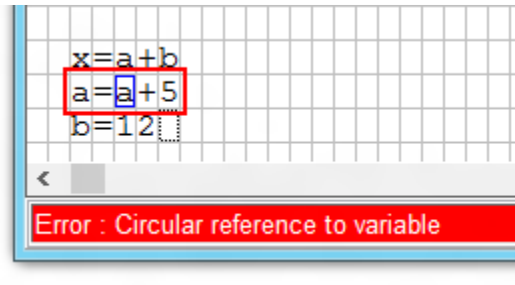 x=a+b
a=a+5
b=12
Error : Circular reference to variable